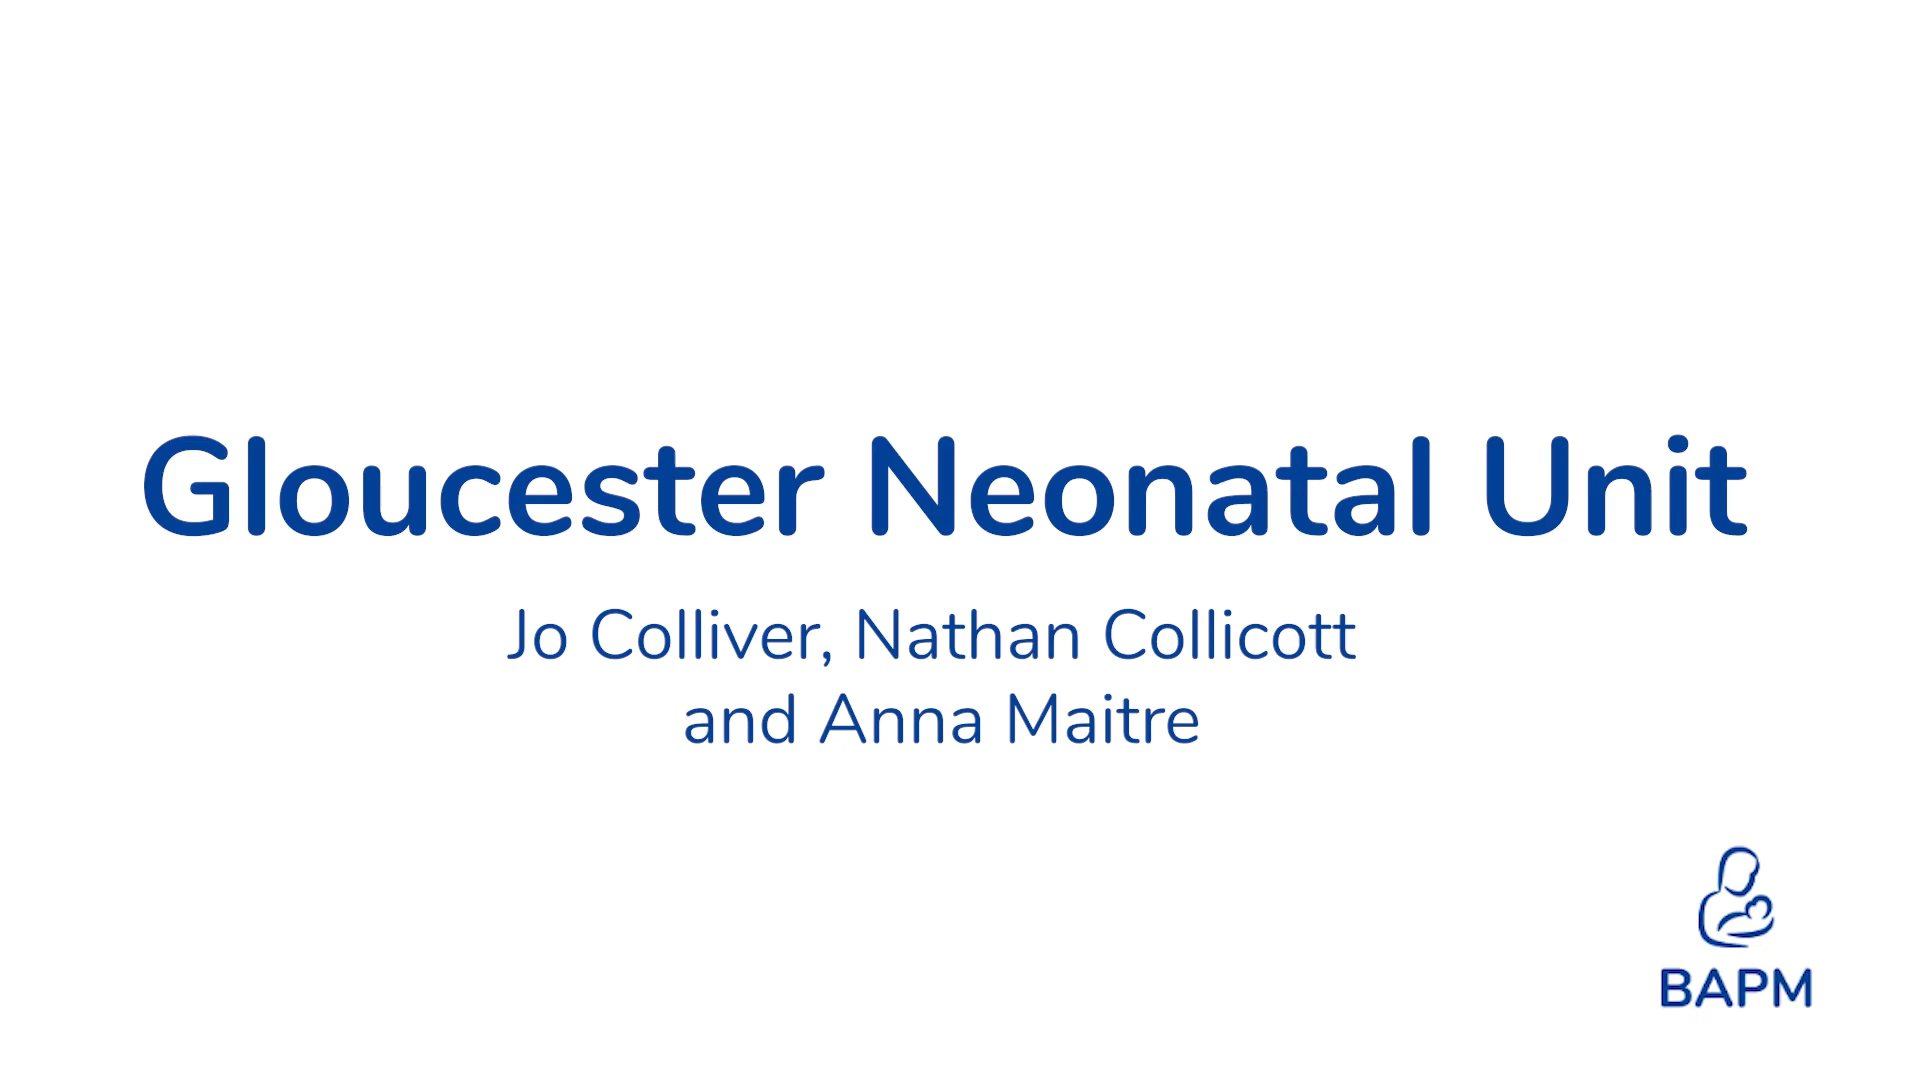 Gloucester Neonatal Unit
Jo Colliver, Nathan Collicott
and Anna Maitre
BAPM